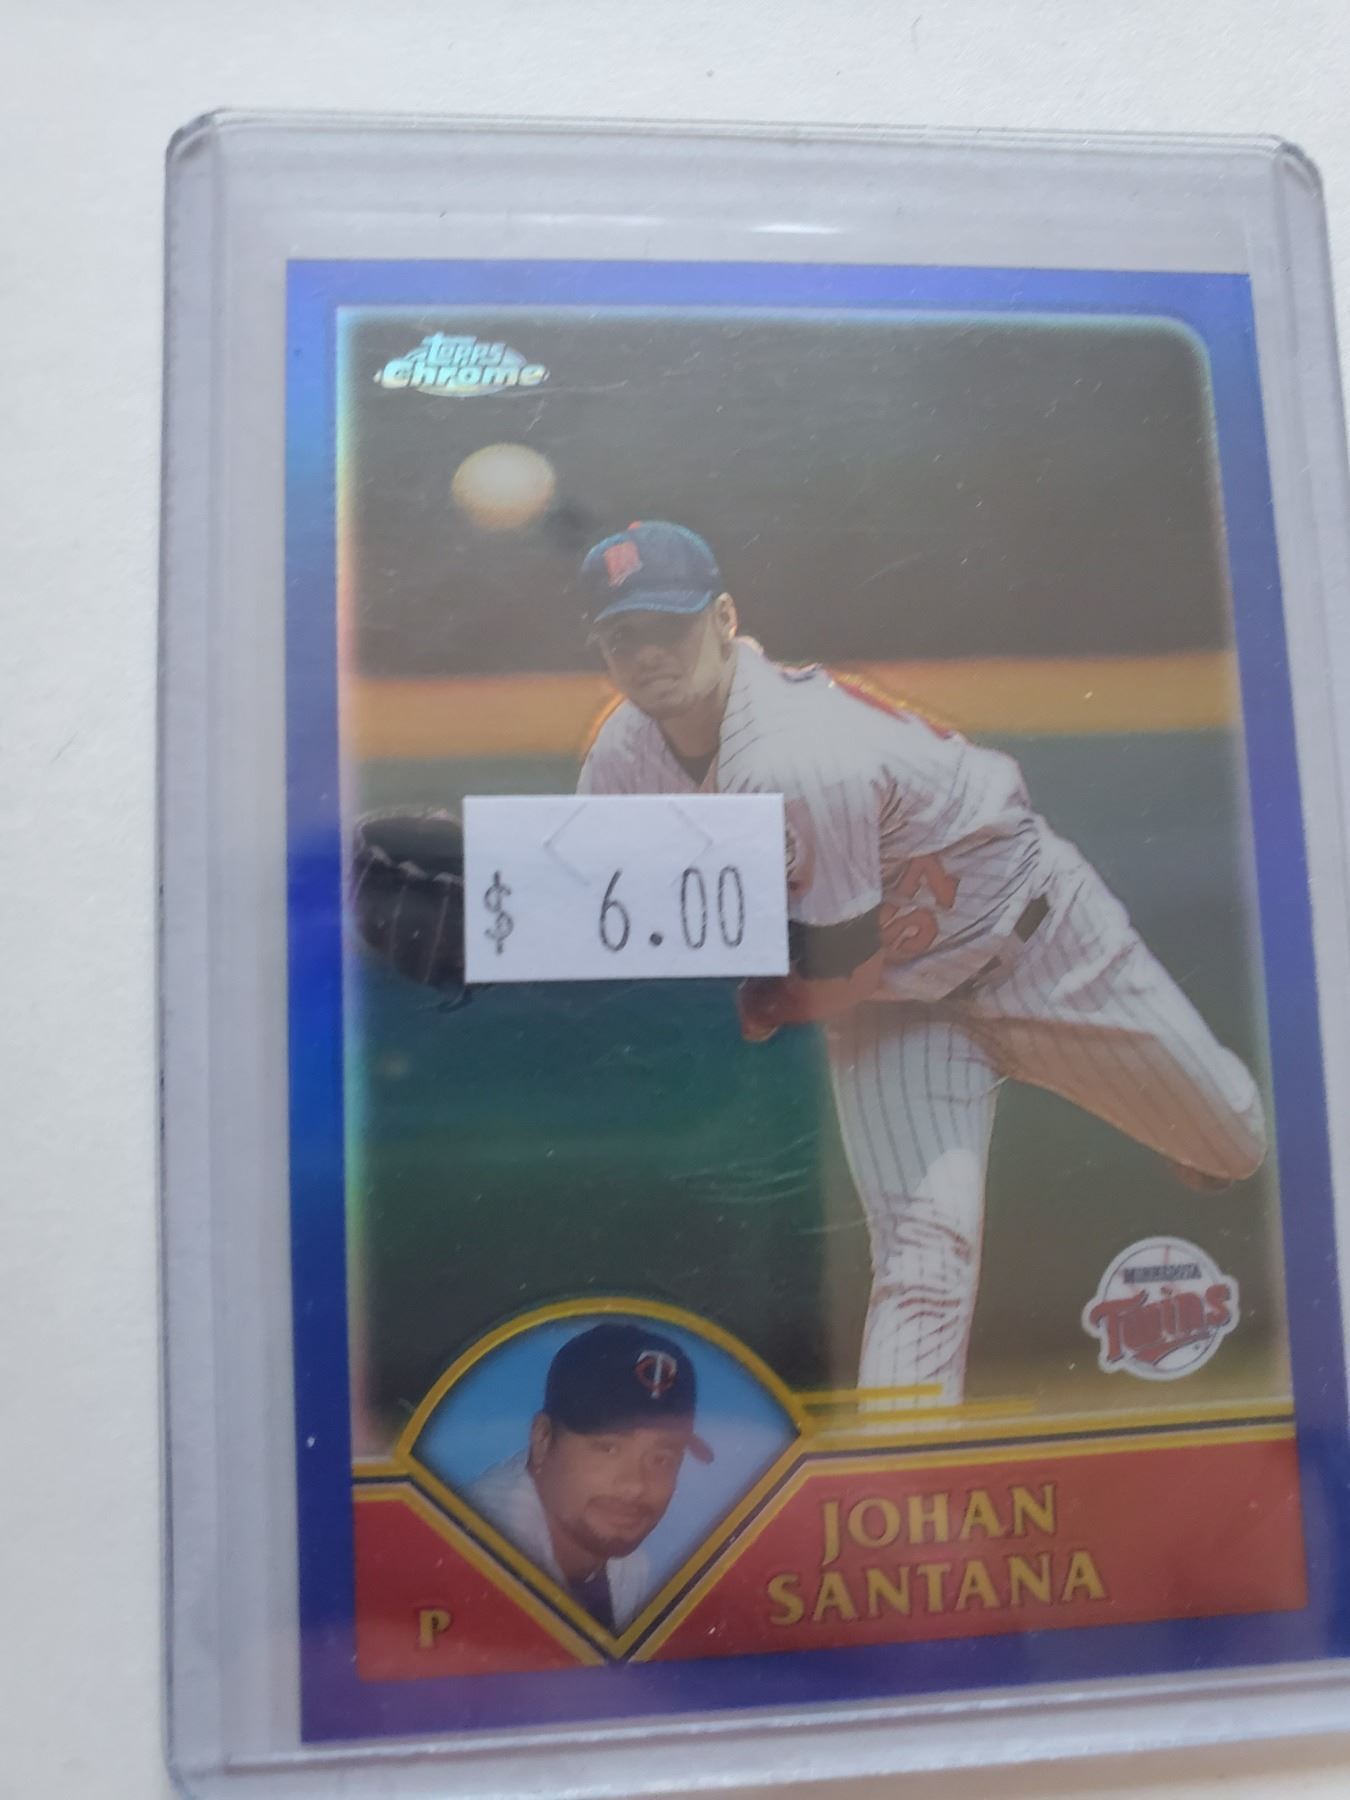 Topps
Chrome
$ 6.00
MINNESOTA
Twins
JOHAN
SANTANA
P